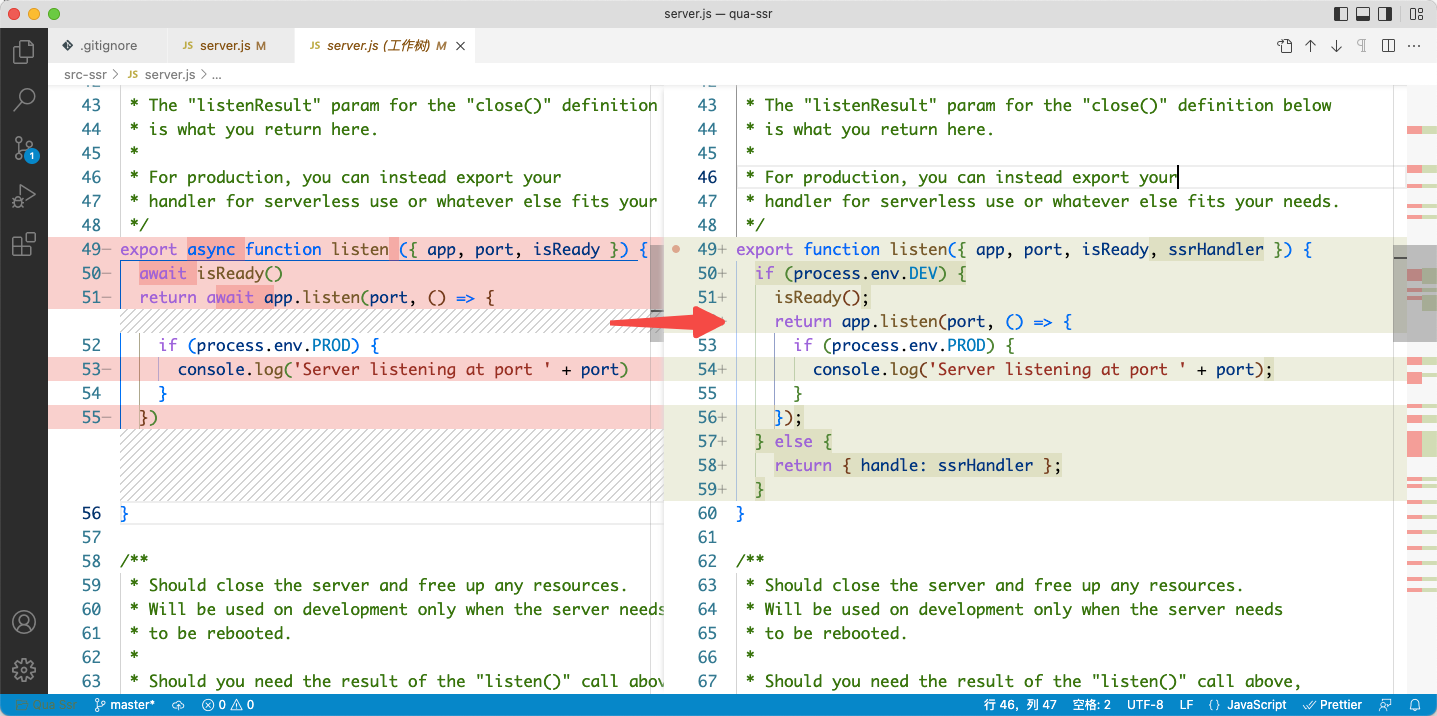 server.js — qua-ssr
.gitignore
JS server.js M
JS server.js (工作树) M
src-ssr > JS server.js > ...
43 * The "listenResult" param for the "close()" definition
44 * is what you return here.
45 *
46 * For production, you can instead export your
47 * handler for serverless use or whatever else fits your
48 */
49— export async function listen ({ app, port, isReady }) {
50— await isReady()
51— return await app.listen(port, () => {
52 if (process.env.PROD) {
53— console.log('Server listening at port ' + port)
54 }
55— })
56 }
57
58 /**
59 * Should close the server and free up any resources.
60 * Will be used on development only when the server needs
61 * to be rebooted.
62 *
63 * Should you need the result of the "listen()" call above
43 * The "listenResult" param for the "close()" definition below
44 * is what you return here.
45 *
46 * For production, you can instead export your
47 * handler for serverless use or whatever else fits your needs.
48 */
49+ export function listen({ app, port, isReady, ssrHandler }) {
50+ if (process.env.DEV) {
51+ isReady();
return app.listen(port, () => {
53 if (process.env.PROD) {
54+ console.log('Server listening at port ' + port);
55 }
56+ });
57+ } else {
58+ return { handle: ssrHandler };
59+ }
60 }
61
62 /**
63 * Should close the server and free up any resources.
64 * Will be used on development only when the server needs
65 * to be rebooted.
66 *
67 * Should you need the result of the "listen()" call above,
1
master* 0 0 行 46，列 47 空格: 2 UTF-8 LF {} JavaScript Prettier